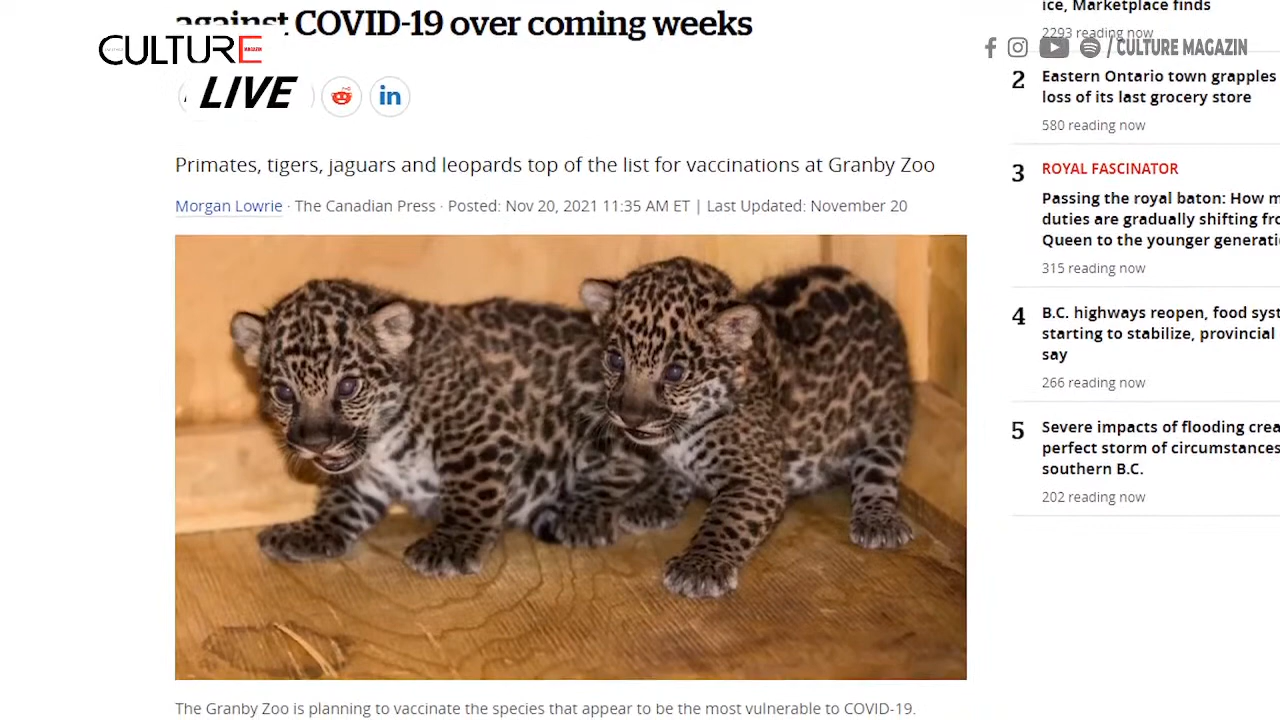 against COVID-19 over coming weeks
CULTURE
LIVE
in
Primates, tigers, jaguars and leopards top of the list for vaccinations at Granby Zoo
Morgan Lowrie · The Canadian Press · Posted: Nov 20, 2021 11:35 AM ET | Last Updated: November 20
The Granby Zoo is planning to vaccinate the species that appear to be the most vulnerable to COVID-19.
ice, Marketplace finds
2293 reading now
/ CULTURE MAGAZIN
2
Eastern Ontario town grapples
loss of its last grocery store
580 reading now
3
ROYAL FASCINATOR
Passing the royal baton: How m
duties are gradually shifting fro
Queen to the younger generati
315 reading now
4
B.C. highways reopen, food syst
starting to stabilize, provincial
say
266 reading now
5
Severe impacts of flooding crea
perfect storm of circumstances
southern B.C.
202 reading now